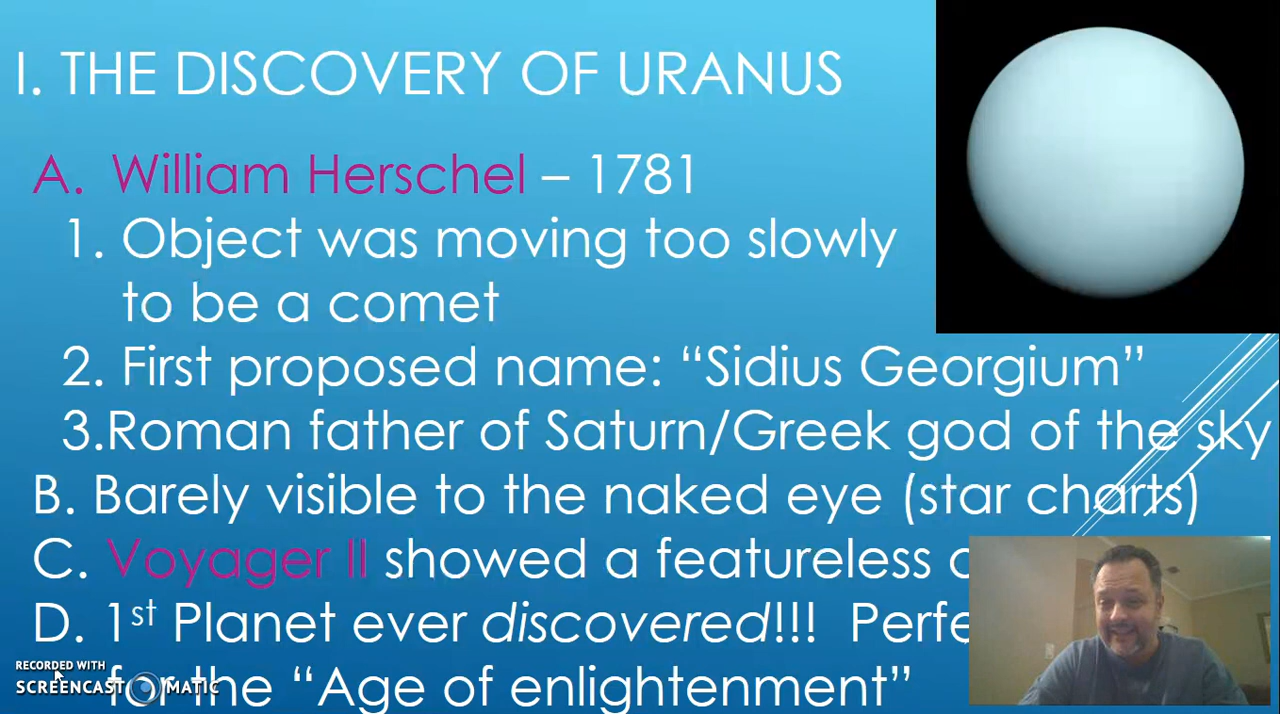 I. THE DISCOVERY OF URANUS
A. William Herschel – 1781
1. Object was moving too slowly
to be a comet
2. First proposed name: “Sidius Georgium”
3.Roman father of Saturn/Greek god of the sky
B. Barely visible to the naked eye (star charts)
C. Voyager II showed a featureless
D. 1st Planet ever discovered!!! Perfe
for the “Age of enlightenment”
RECORDED WITH
SCREENCAST MATIC